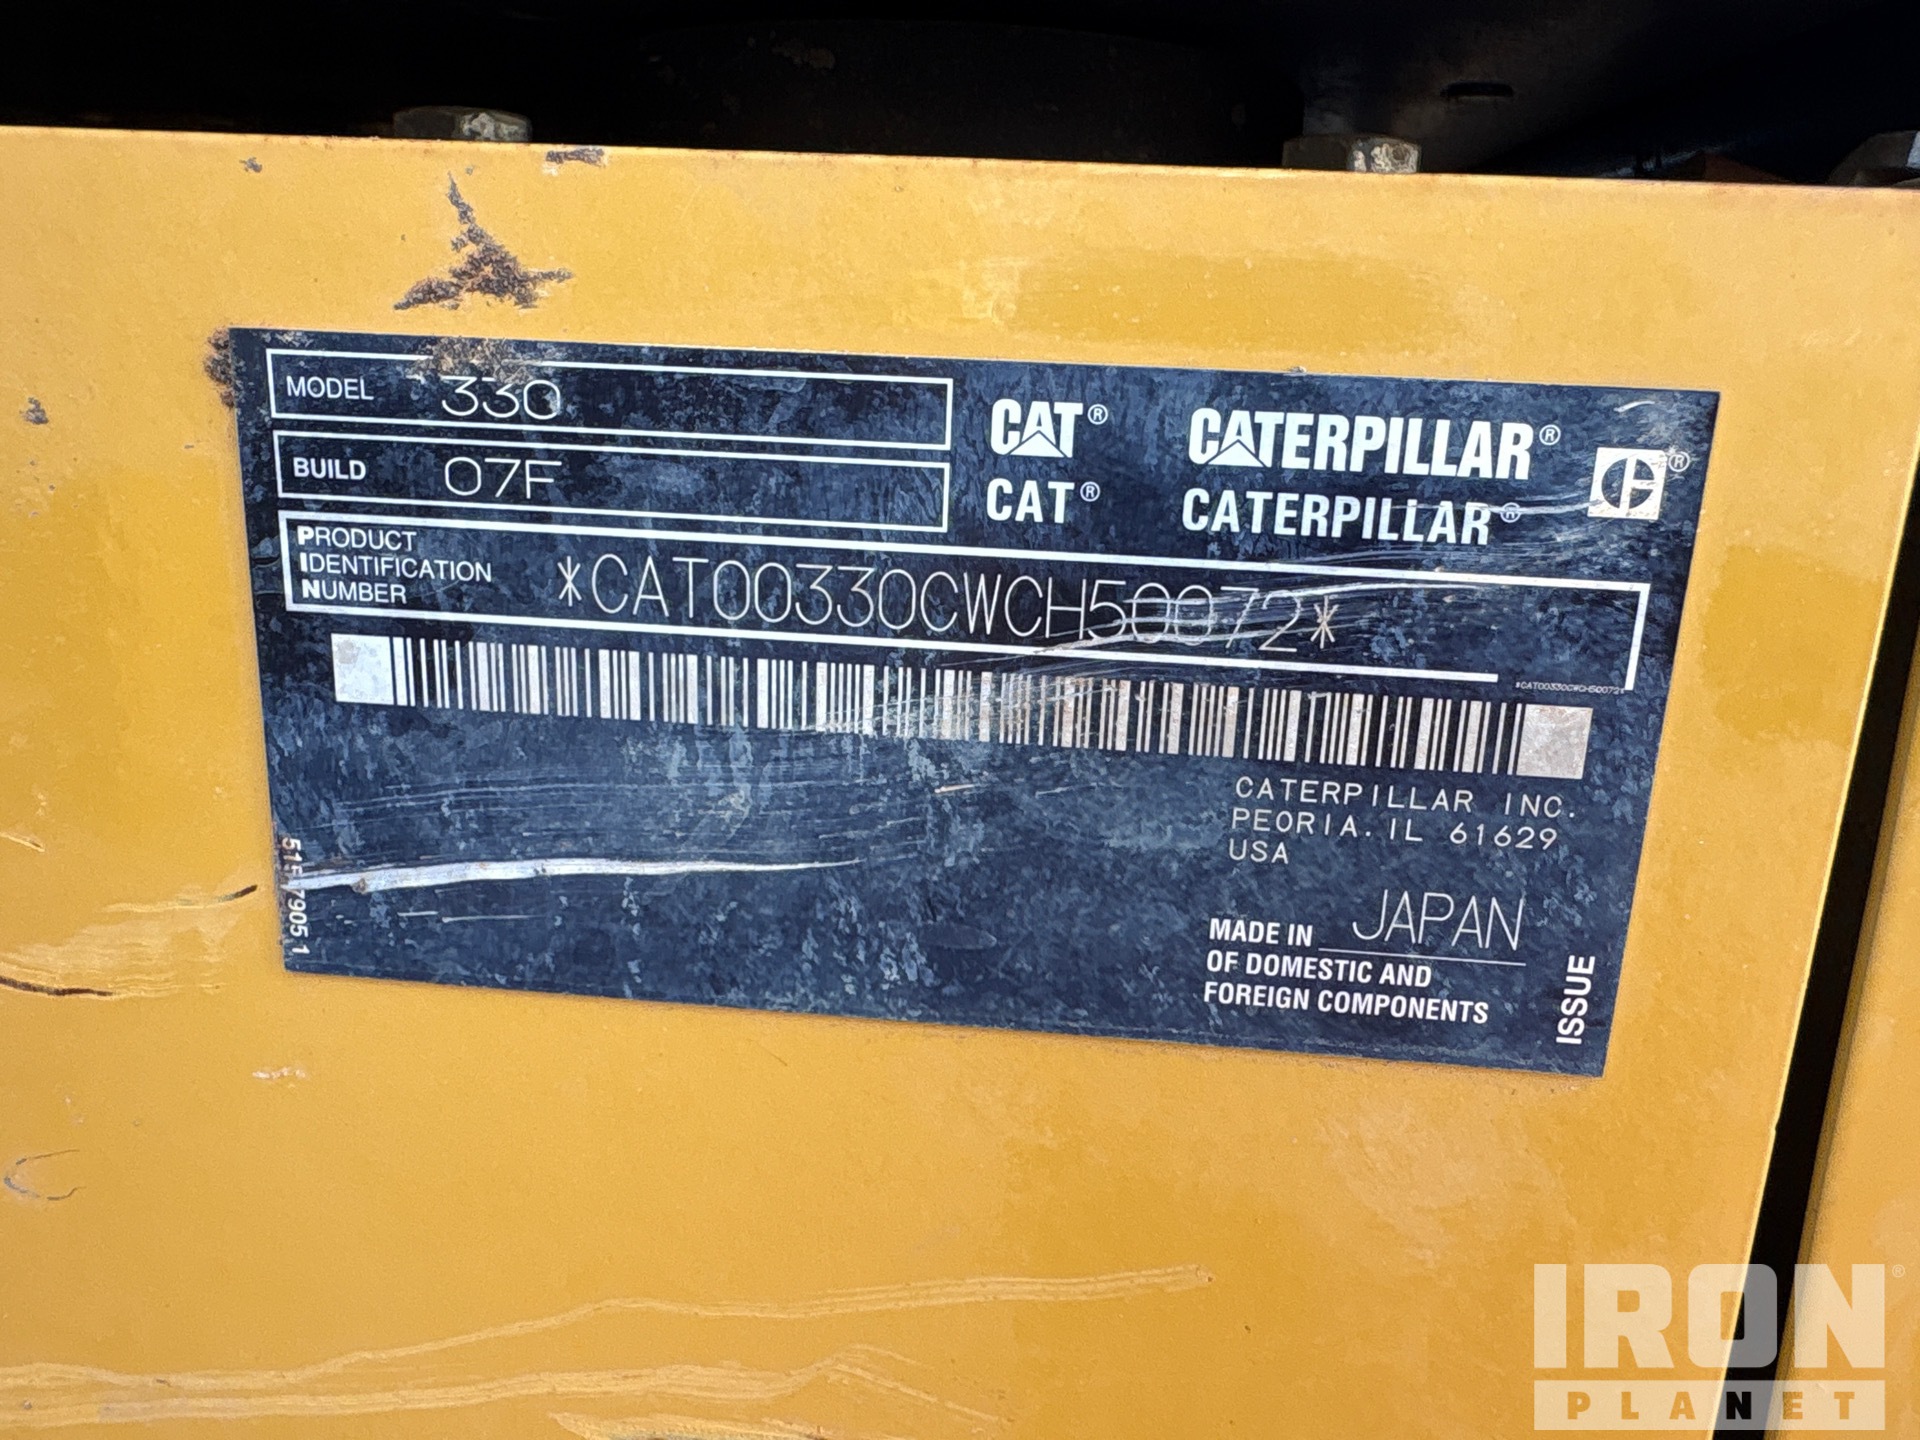 MODEL 330
BUILD 07F
CAT® CATERPILLAR®
CAT® CATERPILLAR®
PRODUCT
IDENTIFICATION
NUMBER
*CAT00330CWCH50072*
*CAT00330CWCH50072*
CATERPILLAR INC.
PEORIA. IL 61629
USA
MADE IN JAPAN
OF DOMESTIC AND
FOREIGN COMPONENTS
ISSUE
IRON®
PLANET